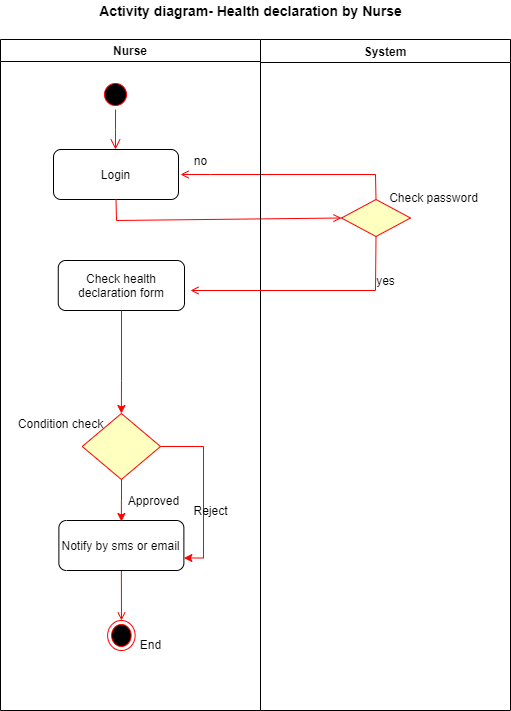 Activity diagram- Health declaration by Nurse
Nurse
System
no
Login
Check password
Check health
declaration form
yes
Condition check
Approved
Reject
Notify by sms or email
End